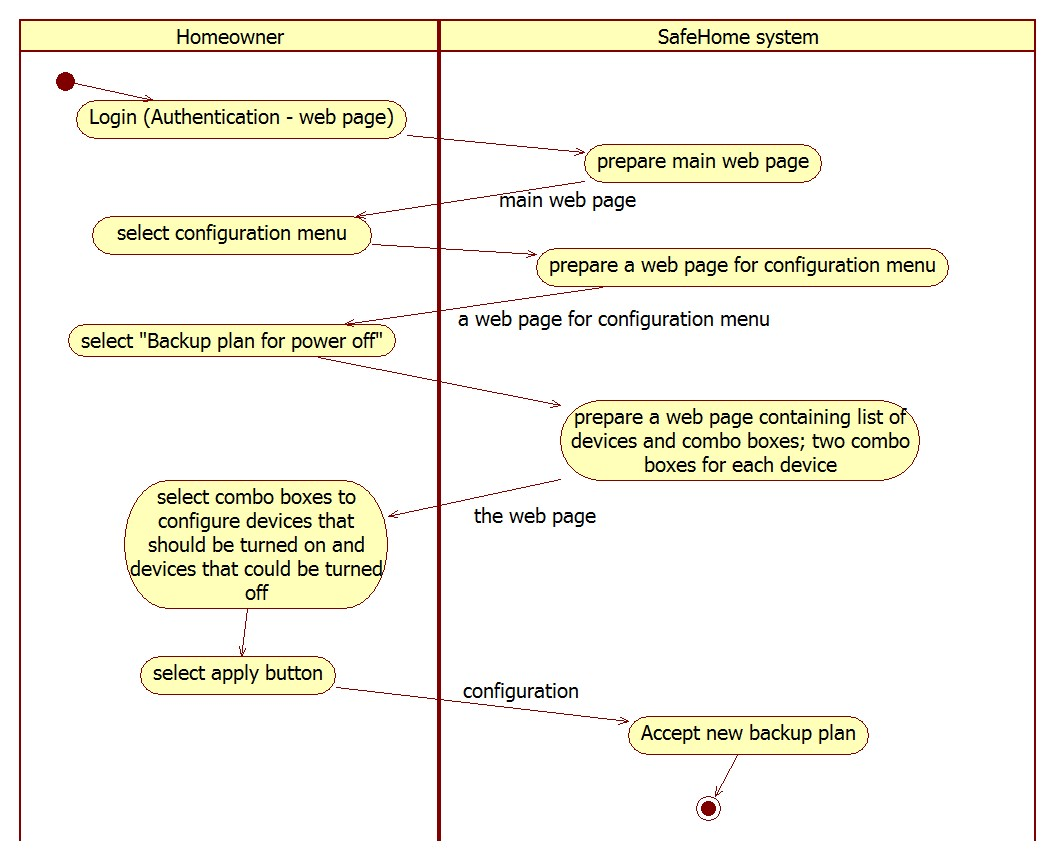 Homeowner
SafeHome system
Login (Authentication - web page)
prepare main web page
main web page
select configuration menu
prepare a web page for configuration menu
a web page for configuration menu
select "Backup plan for power off"
prepare a web page containing list of
devices and combo boxes; two combo
boxes for each device
select combo boxes to
configure devices that
should be turned on and
devices that could be turned
off
the web page
select apply button
configuration
Accept new backup plan